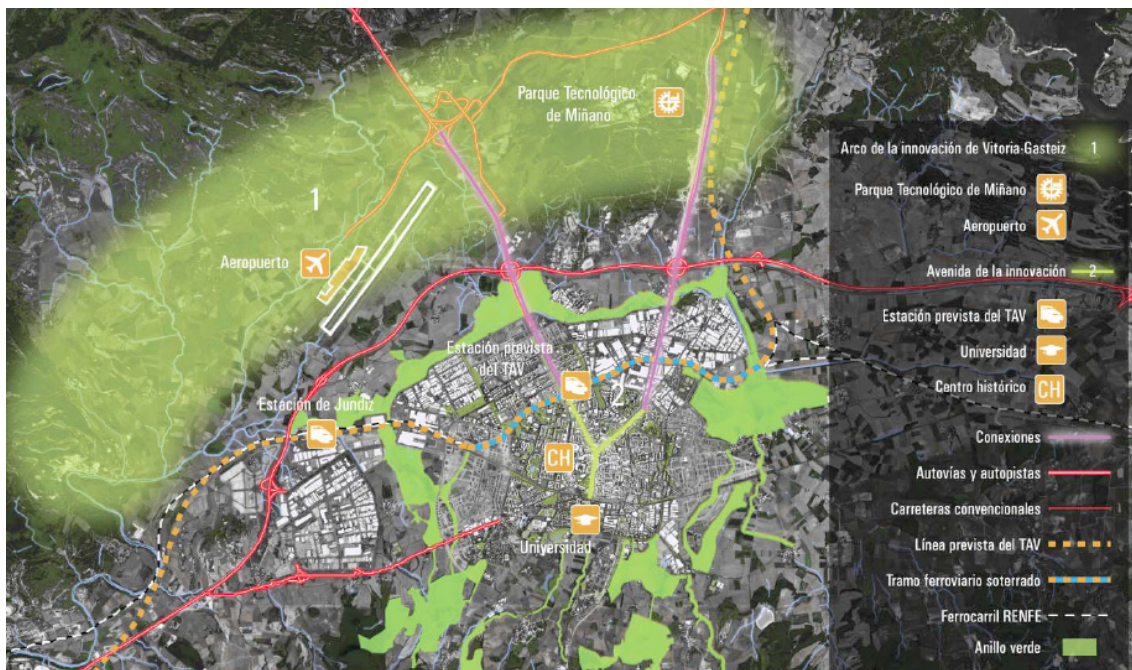 Parque Tecnológico
de Miñano
1
Aeropuerto
Estación prevista
del TAV
2
Estación de Jundiz
CH
Universidad
Arco de la innovación de Vitoria-Gasteiz 1
Parque Tecnológico de Miñano
Aeropuerto
Avenida de la innovación 2
Estación prevista del TAV
Universidad
Centro histórico CH
Conexiones
Autovías y autopistas
Carreteras convencionales
Línea prevista del TAV
Tramo ferroviario soterrado
Ferrocarril RENFE
Anillo verde